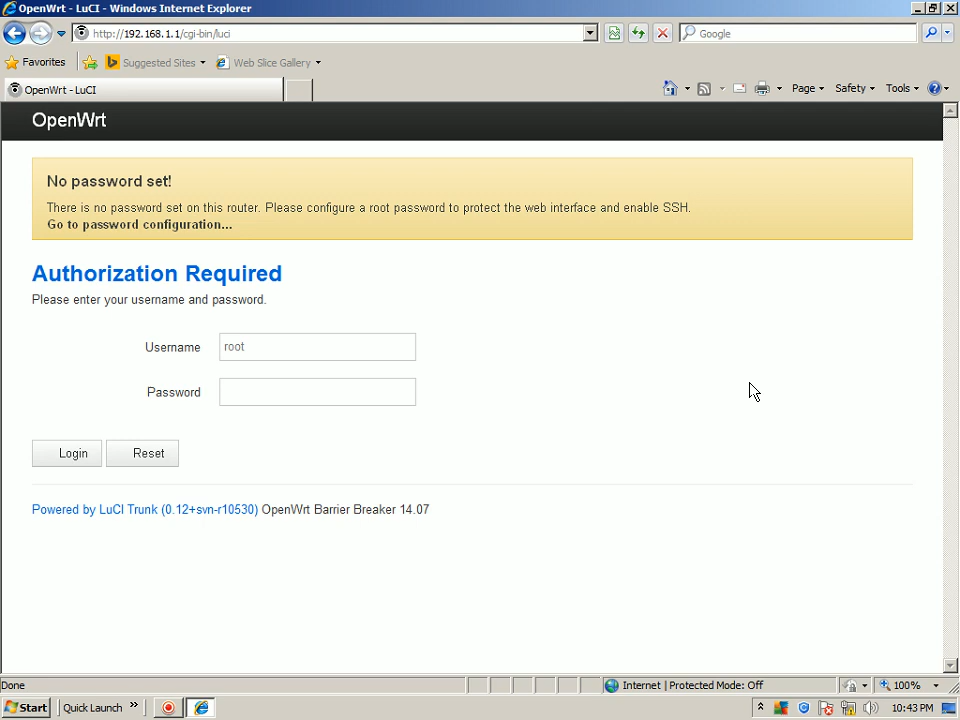 OpenWrt - LuCI - Windows Internet Explorer
http://192.168.1.1/cgi-bin/luci
Google
Favorites
Suggested Sites
Web Slice Gallery
OpenWrt - LuCI
Page
Safety
Tools
OpenWrt
No password set!
There is no password set on this router. Please configure a root password to protect the web interface and enable SSH.
Go to password configuration...
Authorization Required
Please enter your username and password.
Username
root
Password
Login
Reset
Powered by LuCI Trunk (0.12+svn-r10530) OpenWrt Barrier Breaker 14.07
Done
Internet | Protected Mode: Off
100%
Start
Quick Launch
10:43 PM